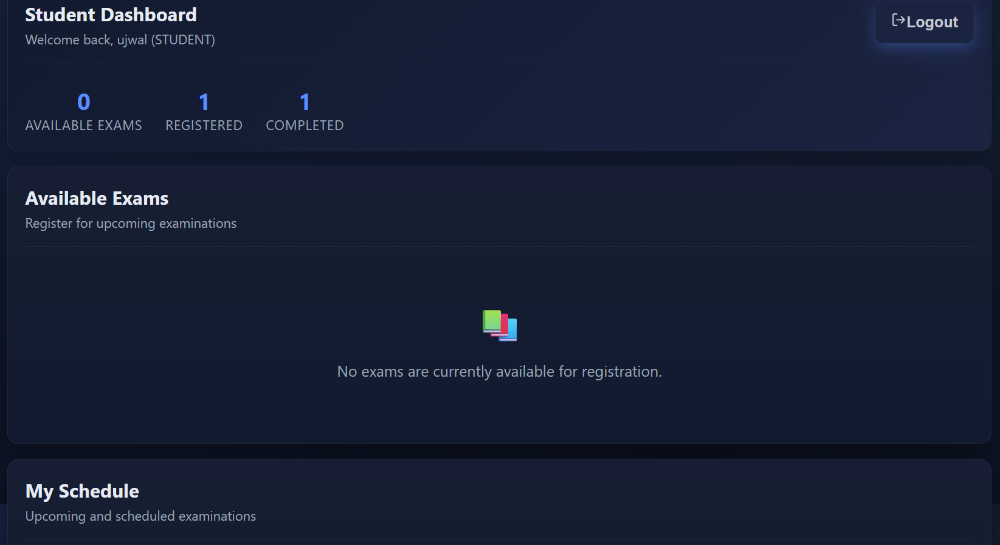 Student Dashboard
Logout
Welcome back, ujwal (STUDENT)
0
AVAILABLE EXAMS
1
REGISTERED
1
COMPLETED
Available Exams
Register for upcoming examinations
No exams are currently available for registration.
My Schedule
Upcoming and scheduled examinations